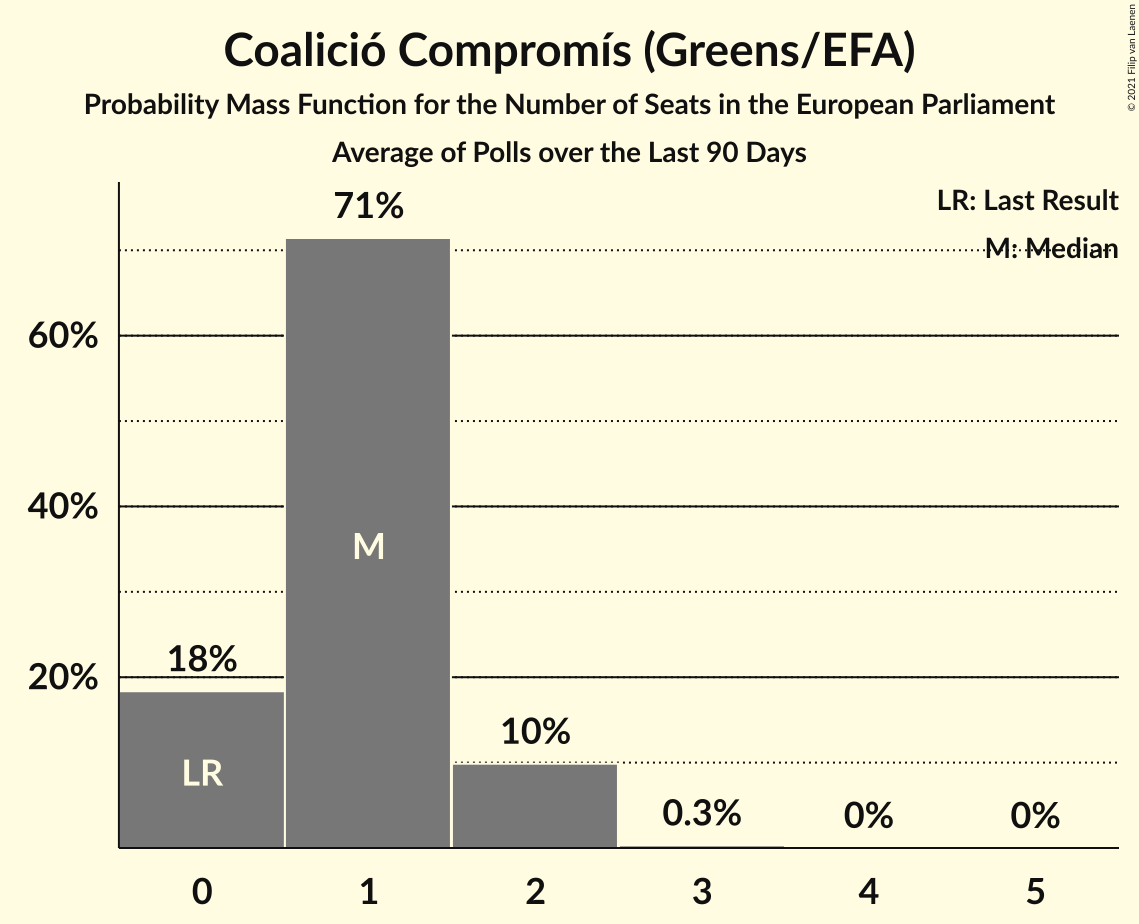 Coalició Compromís (Greens/EFA)
Probability Mass Function for the Number of Seats in the European Parliament
Average of Polls over the Last 90 Days
© 2021 Filip van Laenen
LR: Last Result
M: Median
71%
60%
40%
M
18%
20%
10%
LR
0.3%
0%
0%
0 1 2 3 4 5